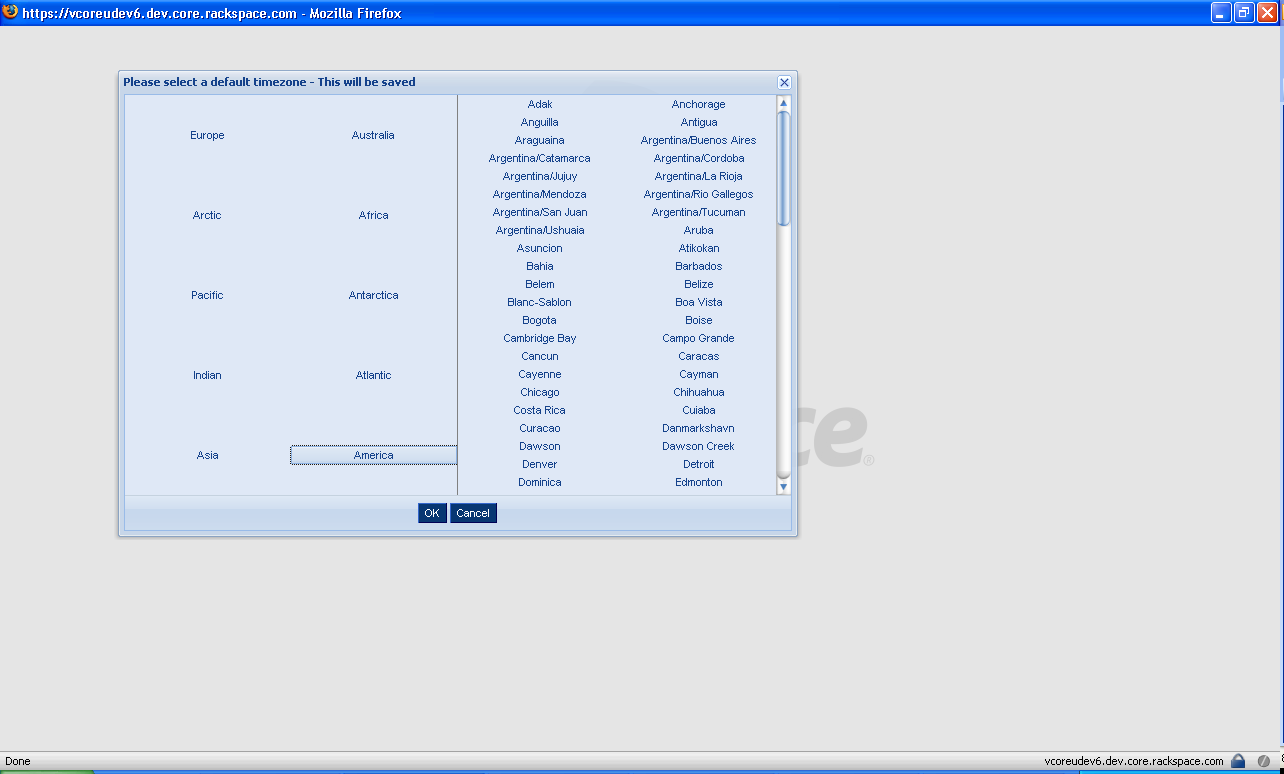 https://vcoreudev6.dev.core.rackspace.com - Mozilla Firefox
Please select a default timezone - This will be saved
Europe Australia
Arctic Africa
Pacific Antarctica
Indian Atlantic
Asia America
Adak Anchorage
Anguilla Antigua
Araguaina Argentina/Buenos Aires
Argentina/Catamarca Argentina/Cordoba
Argentina/Jujuy Argentina/La Rioja
Argentina/Mendoza Argentina/Rio Gallegos
Argentina/San Juan Argentina/Tucuman
Argentina/Ushuaia Aruba
Asuncion Atikokan
Bahia Barbados
Belem Belize
Blanc-Sablon Boa Vista
Bogota Boise
Cambridge Bay Campo Grande
Cancun Caracas
Cayenne Cayman
Chicago Chihuahua
Costa Rica Cuiaba
Curacao Danmarkshavn
Dawson Dawson Creek
Denver Detroit
Dominica Edmonton
ce®
OK Cancel
Done vcoreudev6.dev.core.rackspace.com